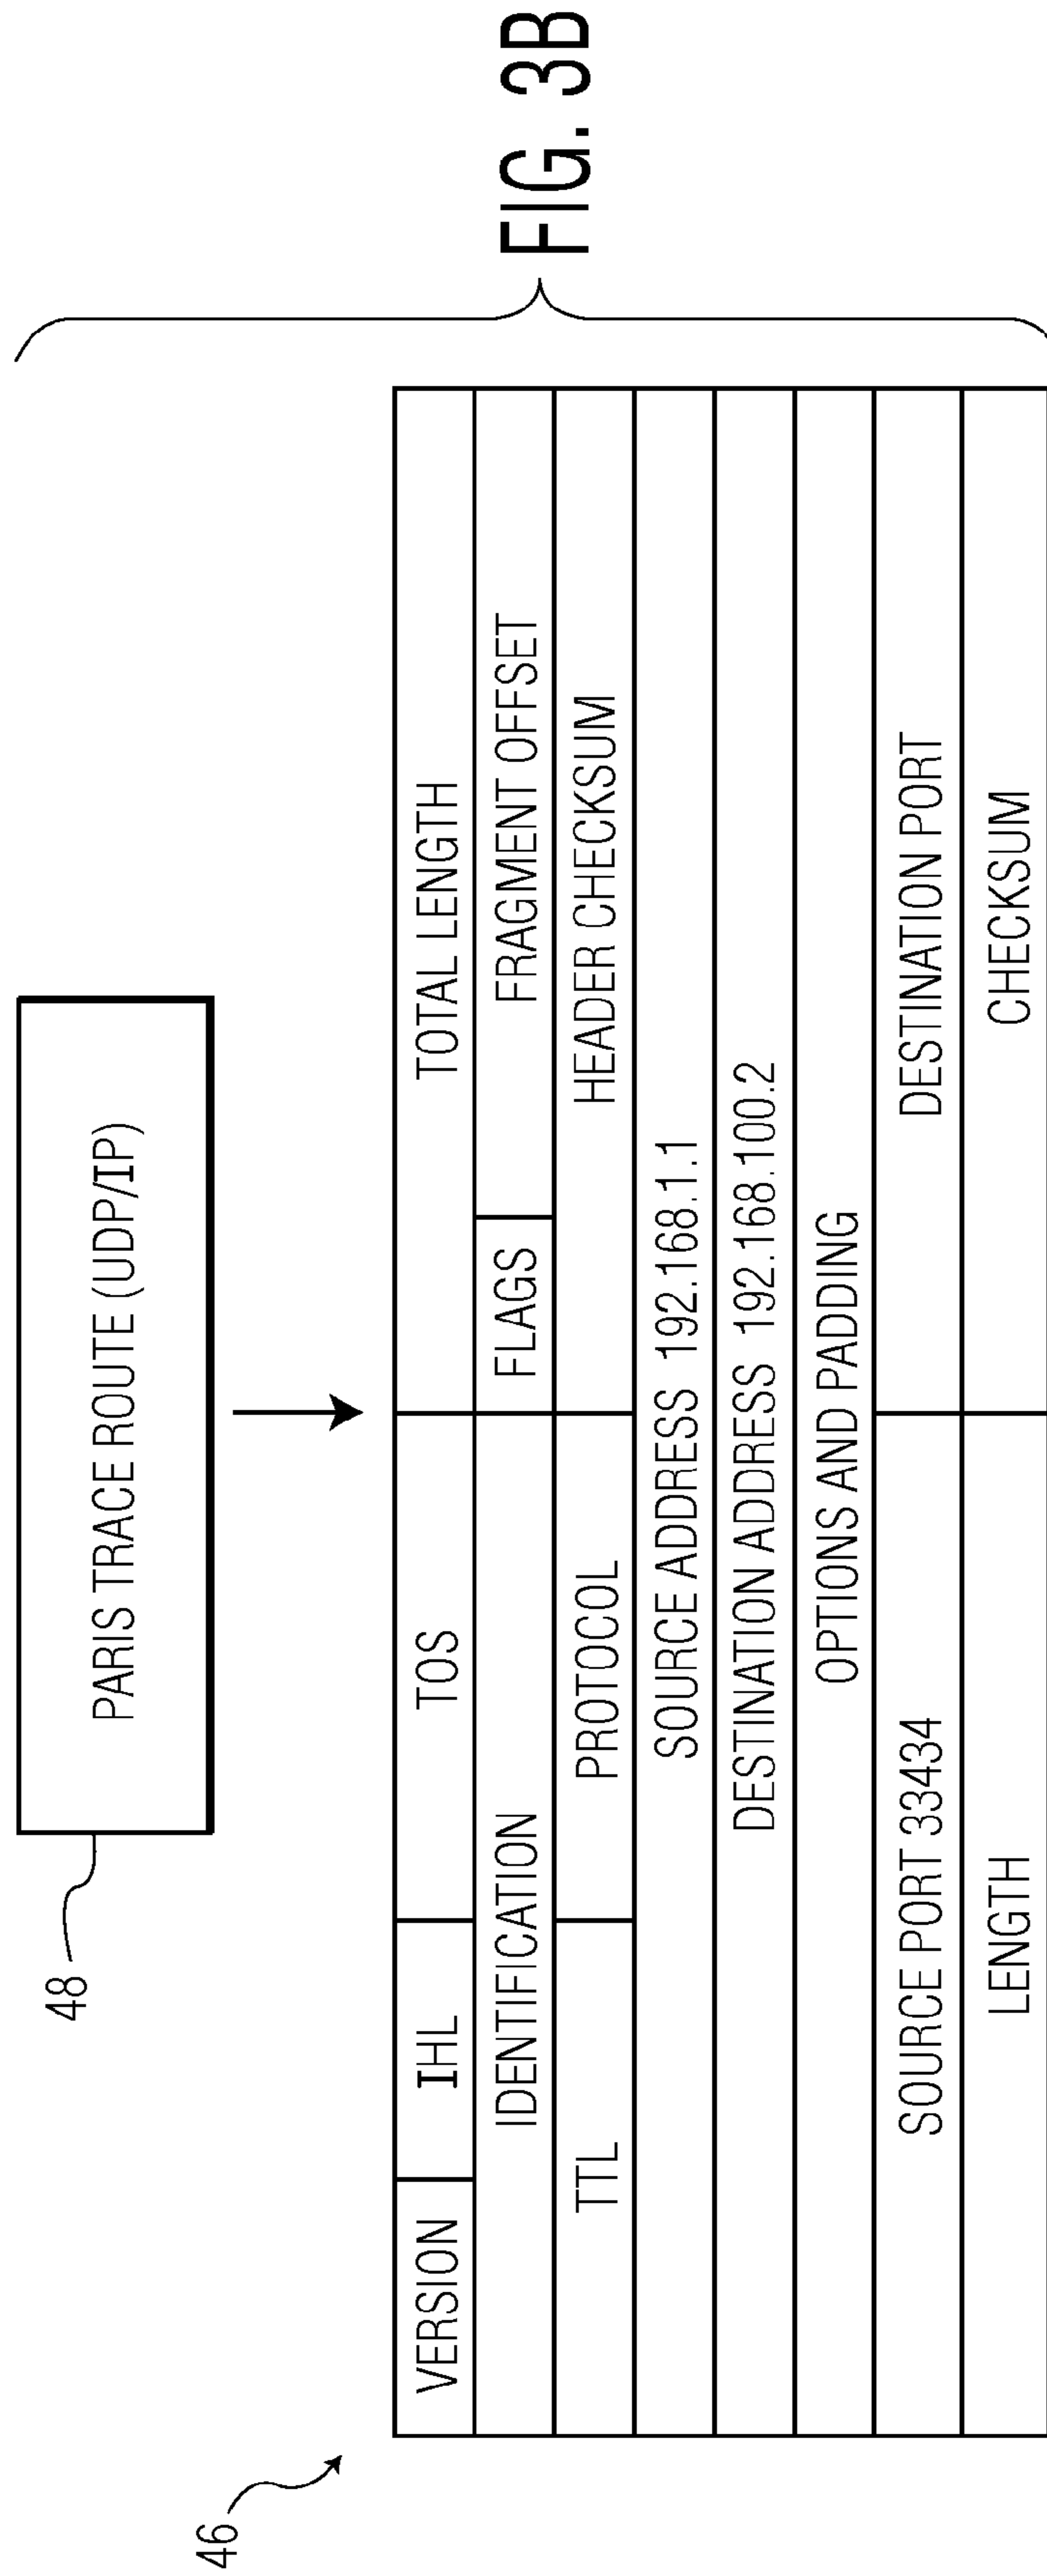 48
PARIS TRACE ROUTE (UDP/IP)
46
VERSION IHL TOS TOTAL LENGTH
IDENTIFICATION FLAGS FRAGMENT OFFSET
TTL PROTOCOL HEADER CHECKSUM
SOURCE ADDRESS 192.168.1.1
DESTINATION ADDRESS 192.168.100.2
OPTIONS AND PADDING
SOURCE PORT 33434 DESTINATION PORT
LENGTH CHECKSUM
FIG. 3B